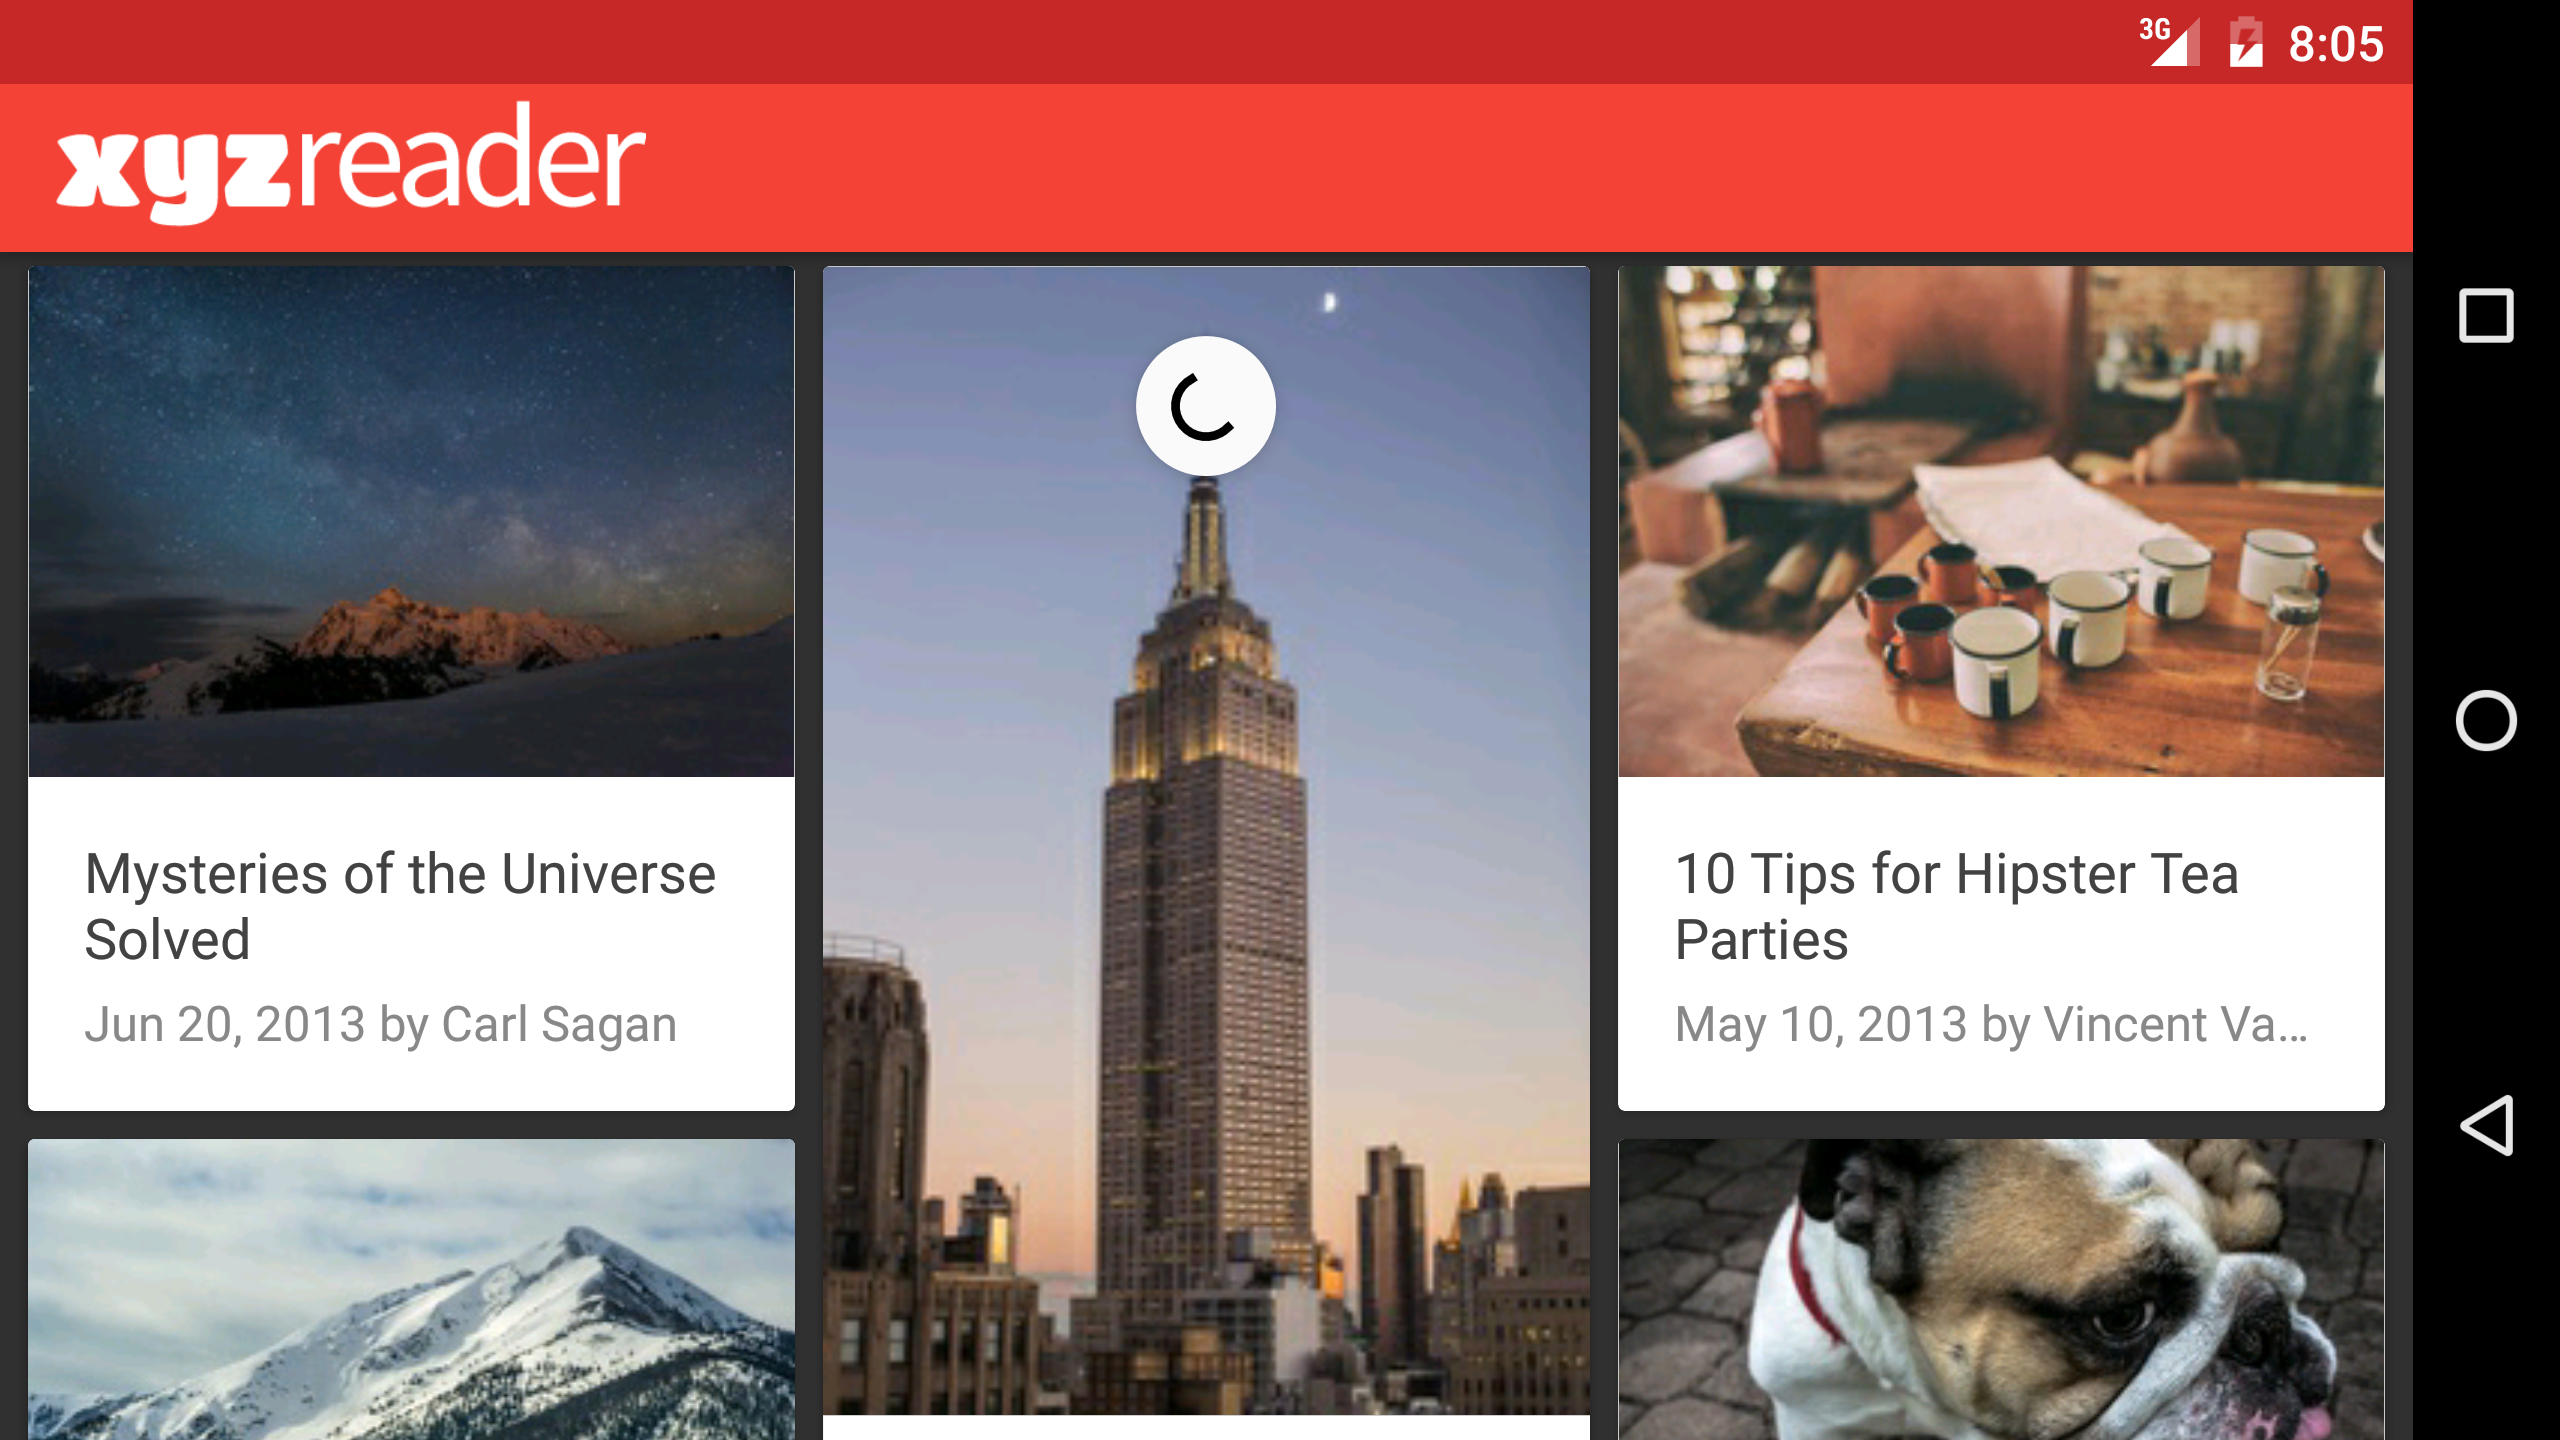 3G 8:05
xyzreader
Mysteries of the Universe
Solved
Jun 20, 2013 by Carl Sagan
10 Tips for Hipster Tea
Parties
May 10, 2013 by Vincent Va…